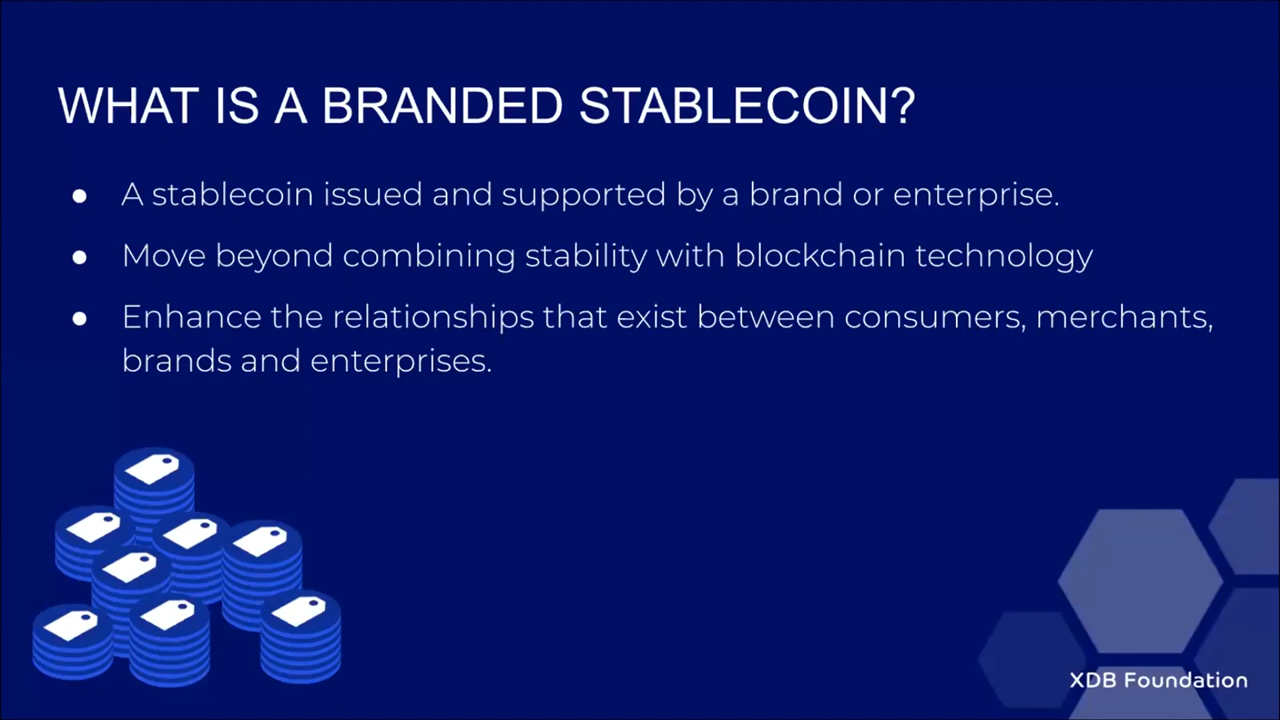 WHAT IS A BRANDED STABLECOIN?
● A stablecoin issued and supported by a brand or enterprise.
● Move beyond combining stability with blockchain technology
● Enhance the relationships that exist between consumers, merchants,
brands and enterprises.
XDB Foundation